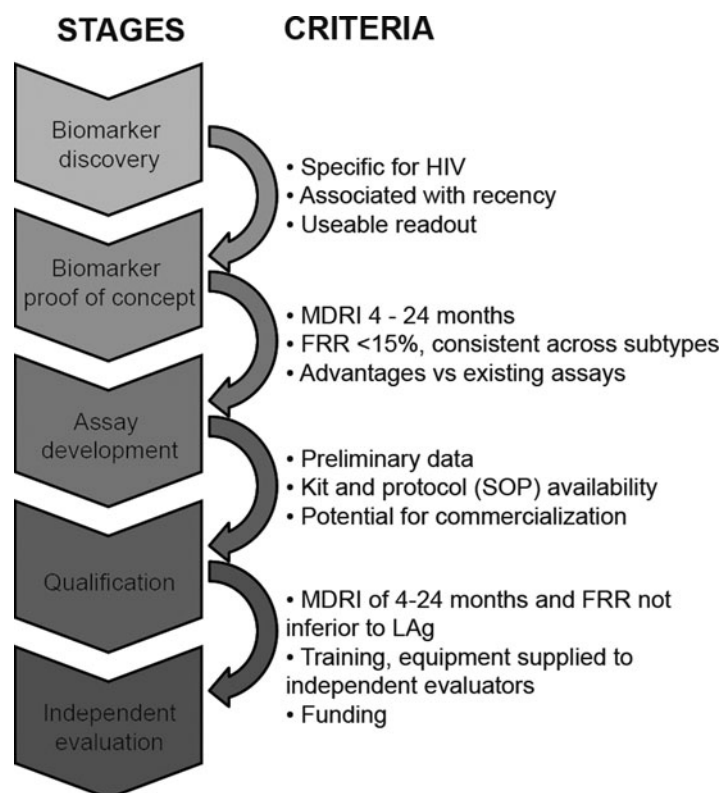 STAGES
CRITERIA
Biomarker
discovery
• Specific for HIV
• Associated with recency
• Useable readout
Biomarker
proof of concept
• MDRI 4 - 24 months
• FRR <15%, consistent across subtypes
• Advantages vs existing assays
Assay
development
• Preliminary data
• Kit and protocol (SOP) availability
• Potential for commercialization
Qualification
• MDRI of 4-24 months and FRR not
inferior to LAg
• Training, equipment supplied to
independent evaluators
• Funding
Independent
evaluation